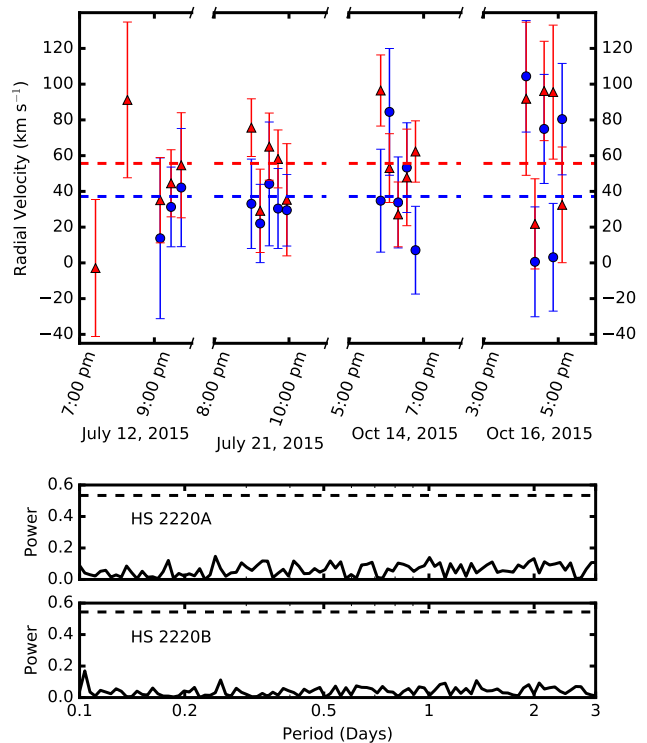 Radial Velocity (km s⁻¹)
120 120
100 100
80 80
60 60
40 40
20 20
0 0
−20 −20
−40 −40
7:00 pm 9:00 pm 8:00 pm 10:00 pm 5:00 pm 7:00 pm 3:00 pm 5:00 pm
July 12, 2015 July 21, 2015 Oct 14, 2015 Oct 16, 2015
Power
0.6
0.4
0.2
0.0
HS 2220A
Power
0.6
0.4
0.2
0.0
HS 2220B
0.1 0.2 0.5 1 2 3
Period (Days)